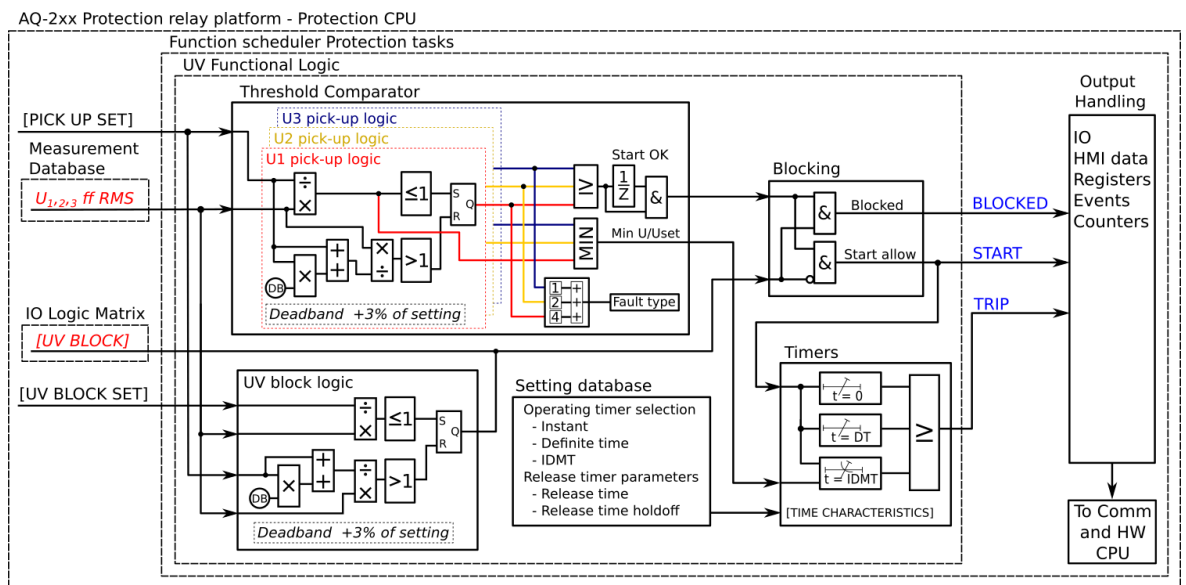 AQ-2xx Protection relay platform - Protection CPU
Function scheduler Protection tasks
UV Functional Logic
Threshold Comparator
[PICK UP SET]
Measurement
Database
U₁,₂,₃ ff RMS
IO Logic Matrix
[UV BLOCK]
[UV BLOCK SET]
U3 pick-up logic
U2 pick-up logic
U1 pick-up logic
÷
×
≤1
S
R
Q
DB
×
+
+
×
÷
>1
Deadband +3% of setting
≥
1
Z
Start OK
&
MIN
Min U/Uset
1 +
2 +
4 +
Fault type
UV block logic
÷
×
≤1
S
R
Q
DB
×
+
+
÷
×
>1
Deadband +3% of setting
Setting database
Operating timer selection
- Instant
- Definite time
- IDMT
Release timer parameters
- Release time
- Release time holdoff
Blocking
&
Blocked
&
Start allow
Timers
t = 0
t = DT
t = IDMT
≥
[TIME CHARACTERISTICS]
BLOCKED
START
TRIP
Output
Handling
IO
HMI data
Registers
Events
Counters
To Comm
and HW
CPU